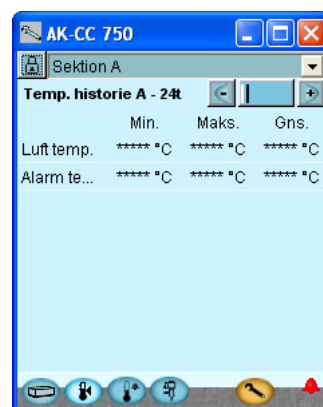 AK-CC 750
Sektion A
Temp. historie A - 24t
Min. Maks. Gns.
Luft temp. ***** °C ***** °C ***** °C
Alarm te... ***** °C ***** °C ***** °C